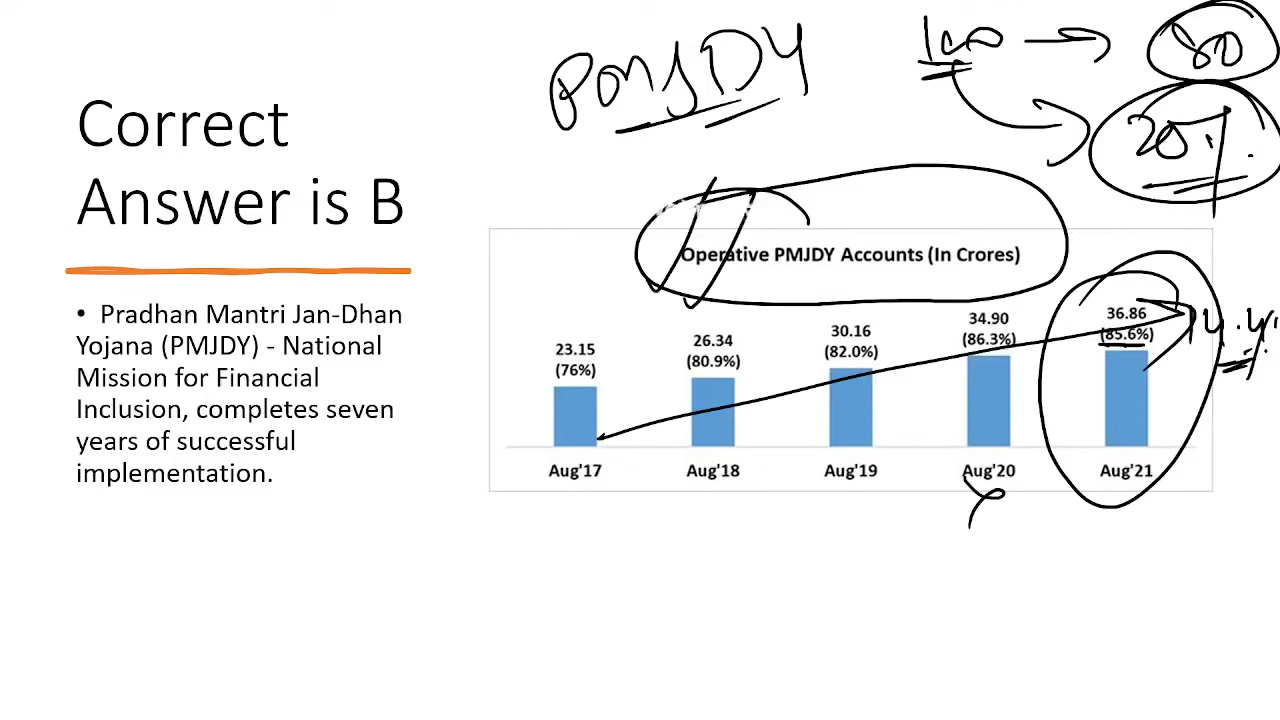 PMJDY
100
80
20%
Correct
Answer is B
Operative PMJDY Accounts (In Crores)
23.15
(76%)
26.34
(80.9%)
30.16
(82.0%)
34.90
(86.3%)
36.86
(85.6%)
14.4%
Aug'17
Aug'18
Aug'19
Aug'20
Aug'21
• Pradhan Mantri Jan-Dhan
Yojana (PMJDY) - National
Mission for Financial
Inclusion, completes seven
years of successful
implementation.